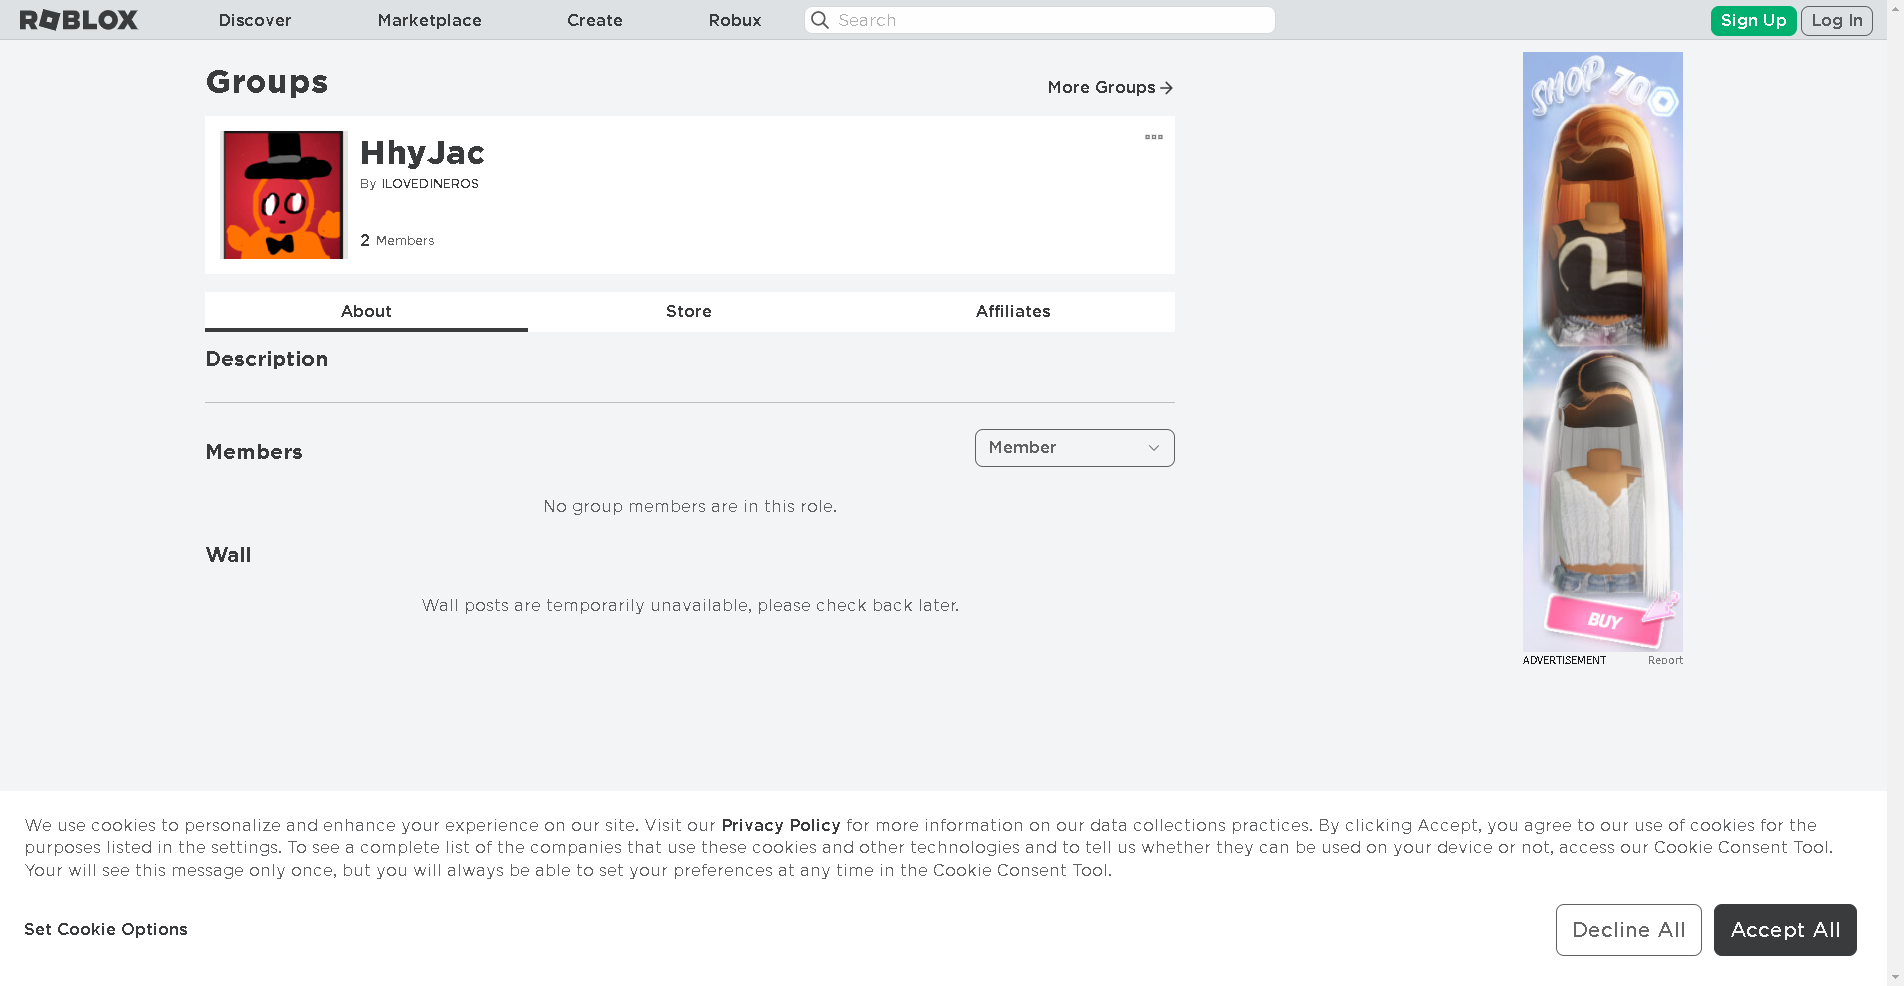 ROBLOX
Discover
Marketplace
Create
Robux
Search
Sign Up
Log In
Groups
More Groups
HhyJac
By ILOVEDINEROS
2 Members
About
Store
Affiliates
Description
Members
Member
No group members are in this role.
Wall
Wall posts are temporarily unavailable, please check back later.
SHOP 70
BUY
ADVERTISEMENT
Report
We use cookies to personalize and enhance your experience on our site. Visit our Privacy Policy for more information on our data collections practices. By clicking Accept, you agree to our use of cookies for the
purposes listed in the settings. To see a complete list of the companies that use these cookies and other technologies and to tell us whether they can be used on your device or not, access our Cookie Consent Tool.
Your will see this message only once, but you will always be able to set your preferences at any time in the Cookie Consent Tool.
Set Cookie Options
Decline All
Accept All